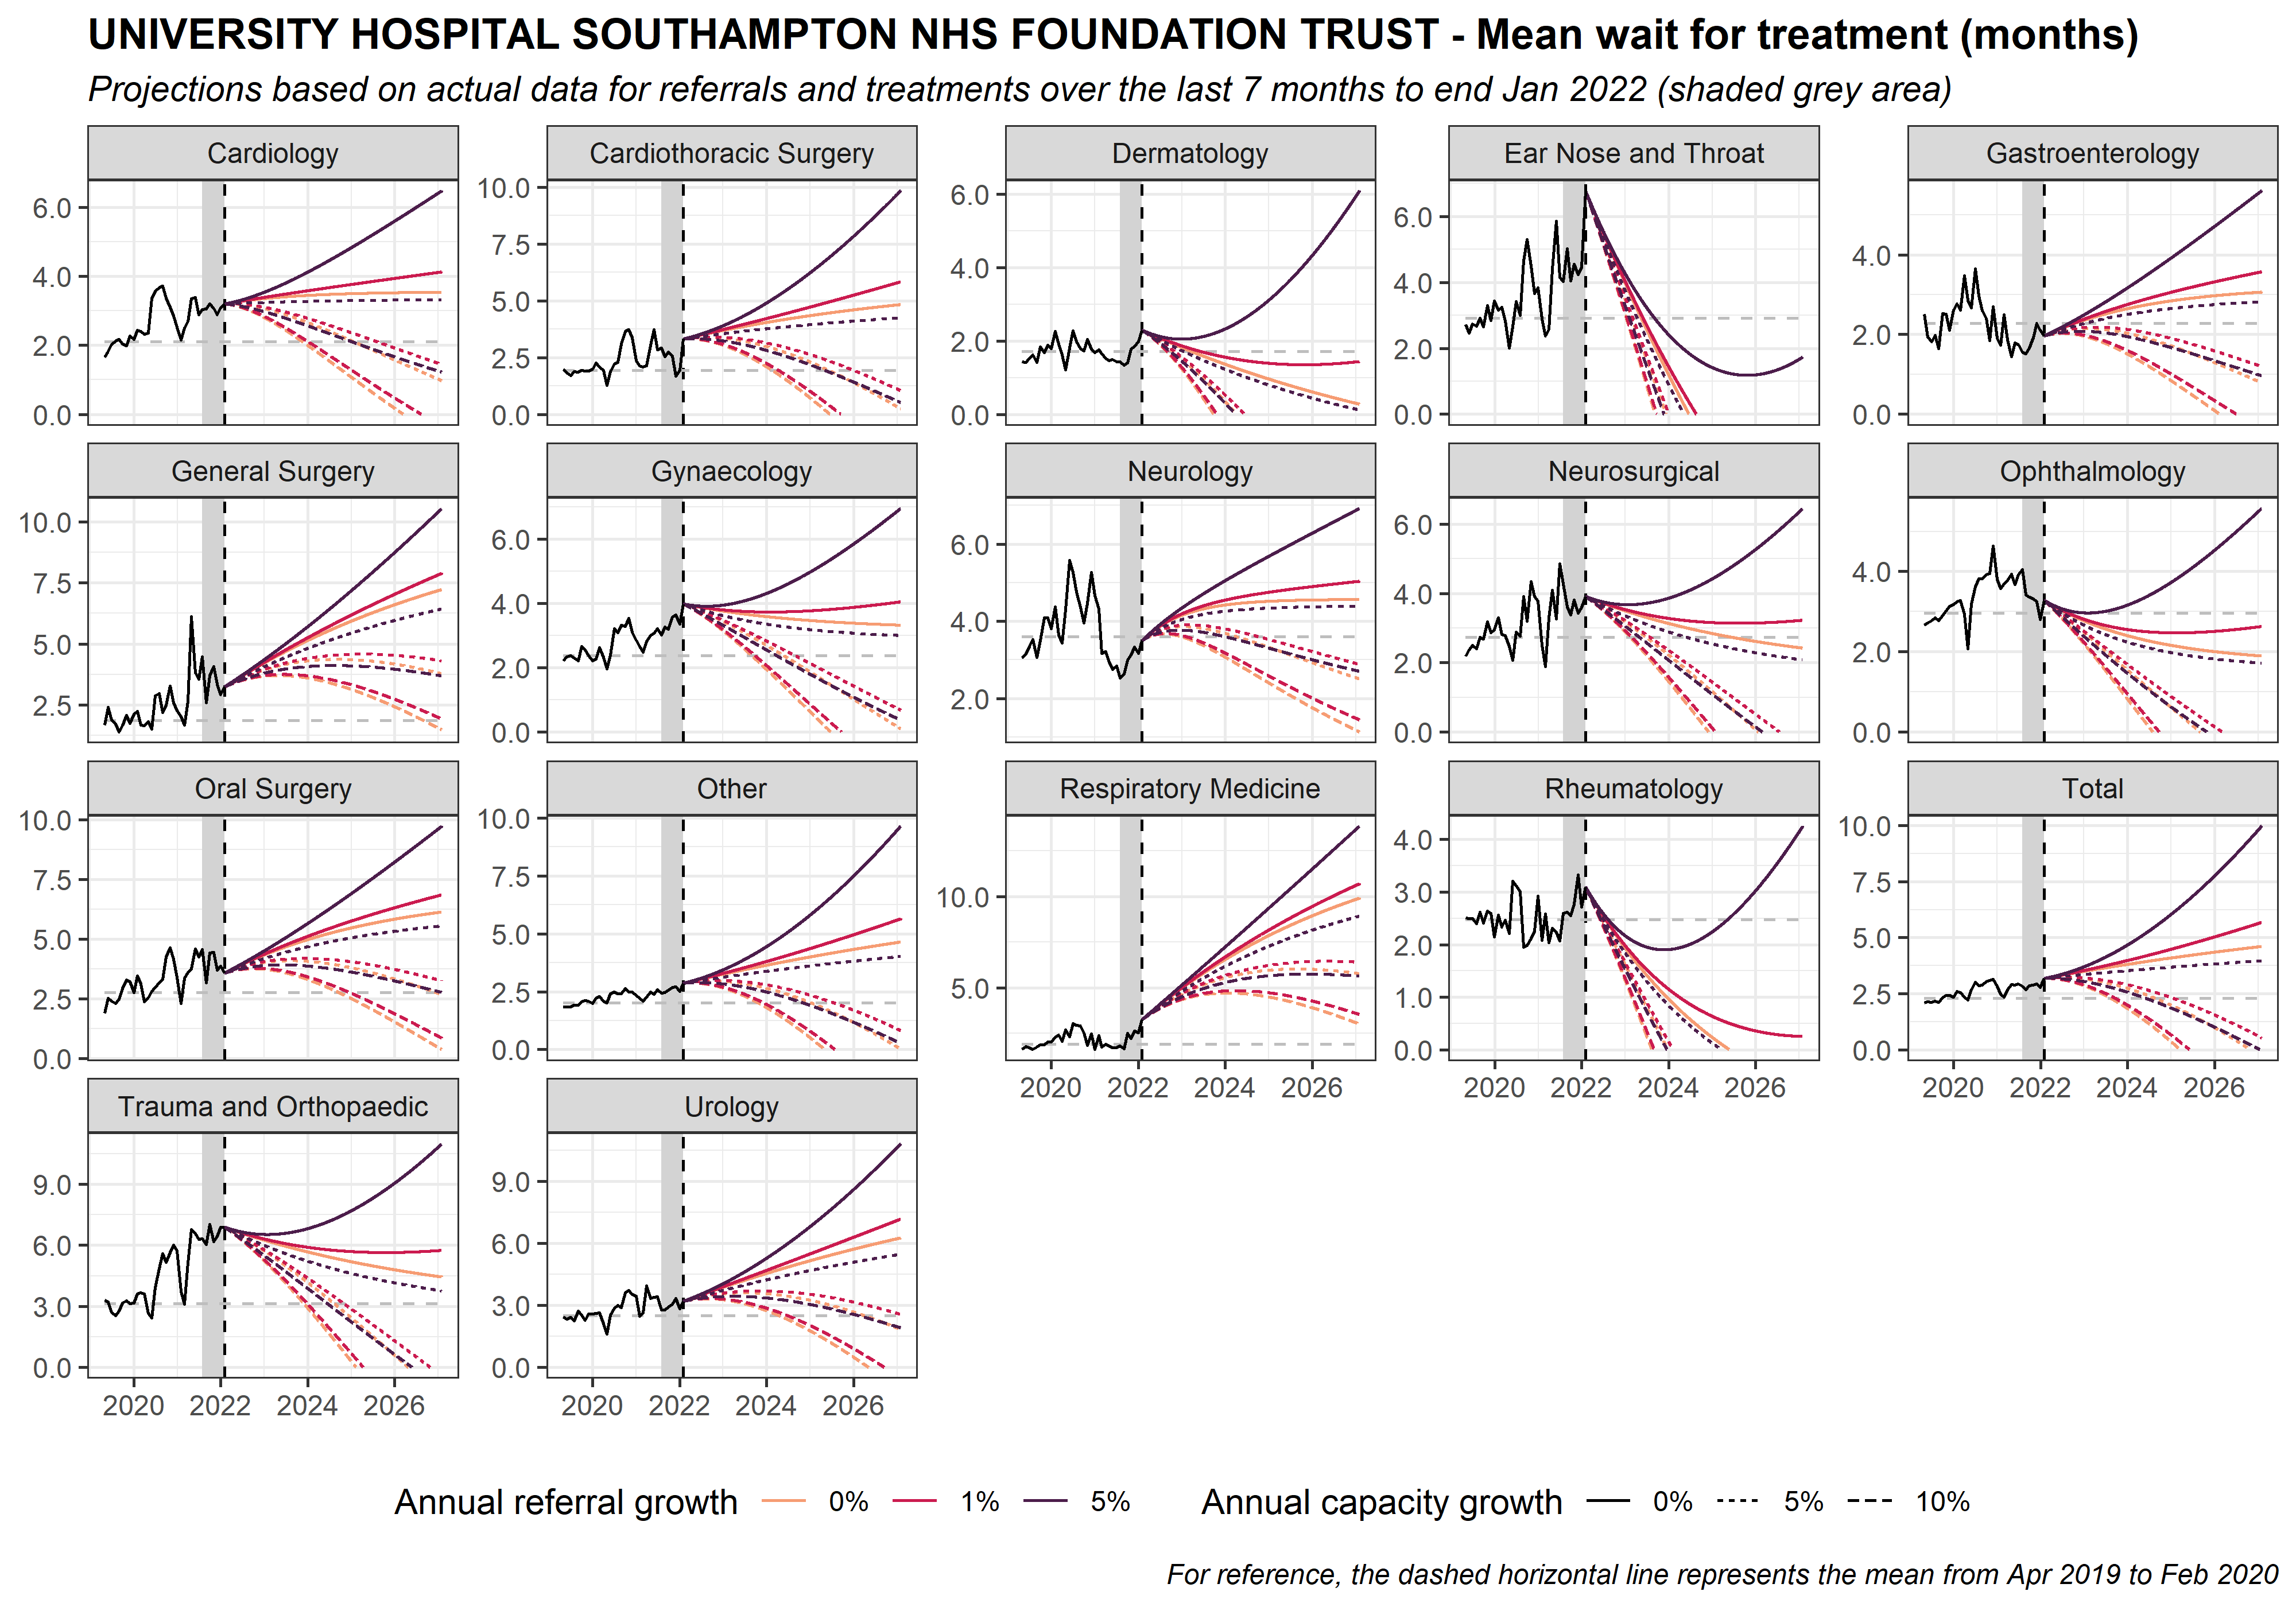 UNIVERSITY HOSPITAL SOUTHAMPTON NHS FOUNDATION TRUST - Mean wait for treatment (months)
Projections based on actual data for referrals and treatments over the last 7 months to end Jan 2022 (shaded grey area)
Cardiology
6.0
4.0
2.0
0.0
Cardiothoracic Surgery
10.0
7.5
5.0
2.5
0.0
Dermatology
6.0
4.0
2.0
0.0
Ear Nose and Throat
6.0
4.0
2.0
0.0
Gastroenterology
4.0
2.0
0.0
General Surgery
10.0
7.5
5.0
2.5
Gynaecology
6.0
4.0
2.0
0.0
Neurology
6.0
4.0
2.0
Neurosurgical
6.0
4.0
2.0
0.0
Ophthalmology
4.0
2.0
0.0
Oral Surgery
10.0
7.5
5.0
2.5
0.0
Other
10.0
7.5
5.0
2.5
0.0
Respiratory Medicine
10.0
5.0
2020 2022 2024 2026
Rheumatology
4.0
3.0
2.0
1.0
0.0
2020 2022 2024 2026
Total
10.0
7.5
5.0
2.5
0.0
2020 2022 2024 2026
Trauma and Orthopaedic
9.0
6.0
3.0
0.0
2020 2022 2024 2026
Urology
9.0
6.0
3.0
0.0
2020 2022 2024 2026
Annual referral growth 0% 1% 5% Annual capacity growth 0% 5% 10%
For reference, the dashed horizontal line represents the mean from Apr 2019 to Feb 2020